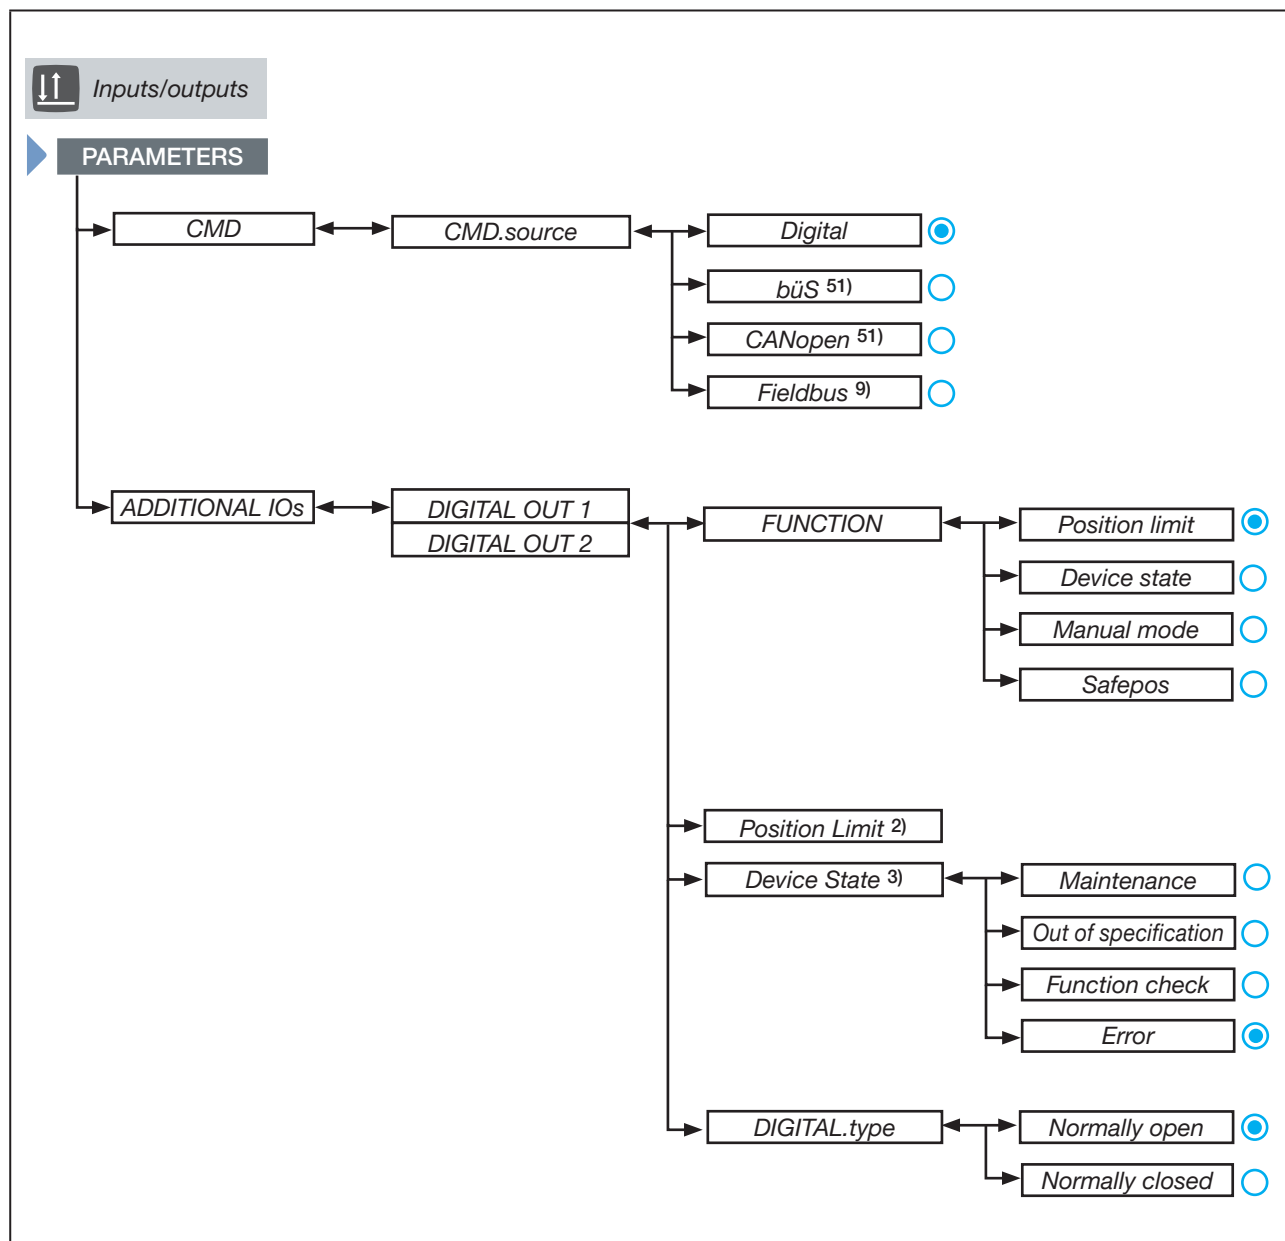 Inputs/outputs
PARAMETERS
CMD
CMD.source
Digital
büS 51)
CANopen 51)
Fieldbus 9)
ADDITIONAL IOs
DIGITAL OUT 1
DIGITAL OUT 2
FUNCTION
Position limit
Device state
Manual mode
Safepos
Position Limit 2)
Device State 3)
Maintenance
Out of specification
Function check
Error
DIGITAL.type
Normally open
Normally closed